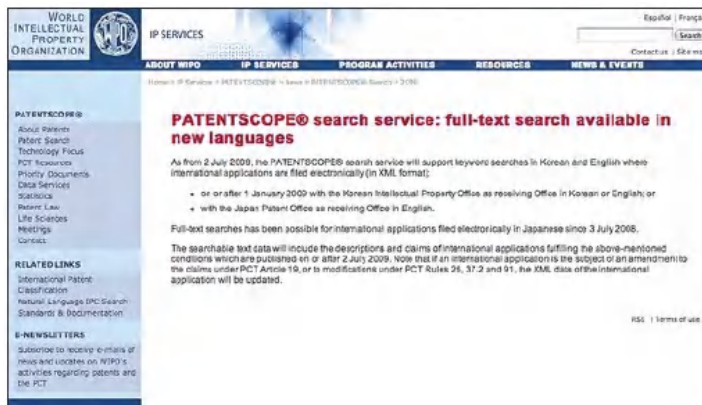 WORLD
INTELLECTUAL
PROPERTY
ORGANIZATION
IP SERVICES
Español | França
Search
Contact us | Site ma
ABOUT WIPO IP SERVICES PROGRAM ACTIVITIES RESOURCES NEWS & EVENTS
Home > IP Services > PATENTSCOPE® > News > PATENTSCOPE® Search > 2009
PATENTSCOPE®
About Patents
Patent Search
Technology Focus
PCT Resources
Priority Documents
Data Services
Statistics
Patent Law
Life Sciences
Meetings
Contact
RELATED LINKS
International Patent
Classification
Natural Language IPC Search
Standards & Documentation
E-NEWSLETTERS
Subscribe to receive e-mails of
news and updates on WIPO's
activities regarding patents and
the PCT
PATENTSCOPE® search service: full-text search available in
new languages
As from 2 July 2009, the PATENTSCOPE® search service will support keyword searches in Korean and English where
international applications are filed electronically (in XML format):
• on or after 1 January 2009 with the Korean Intellectual Property Office as receiving Office in Korean or English; or
• with the Japan Patent Office as receiving Office in English.
Full-text searches has been possible for international applications filed electronically in Japanese since 3 July 2008.
The searchable text data will include the descriptions and claims of international applications fulfilling the above-mentioned
conditions which are published on or after 2 July 2009. Note that if an international application is the subject of an amendment to
the claims under PCT Article 19, or to modifications under PCT Rules 26, 37.2 and 91, the XML data of the international
application will be updated.
RSS | Terms of use